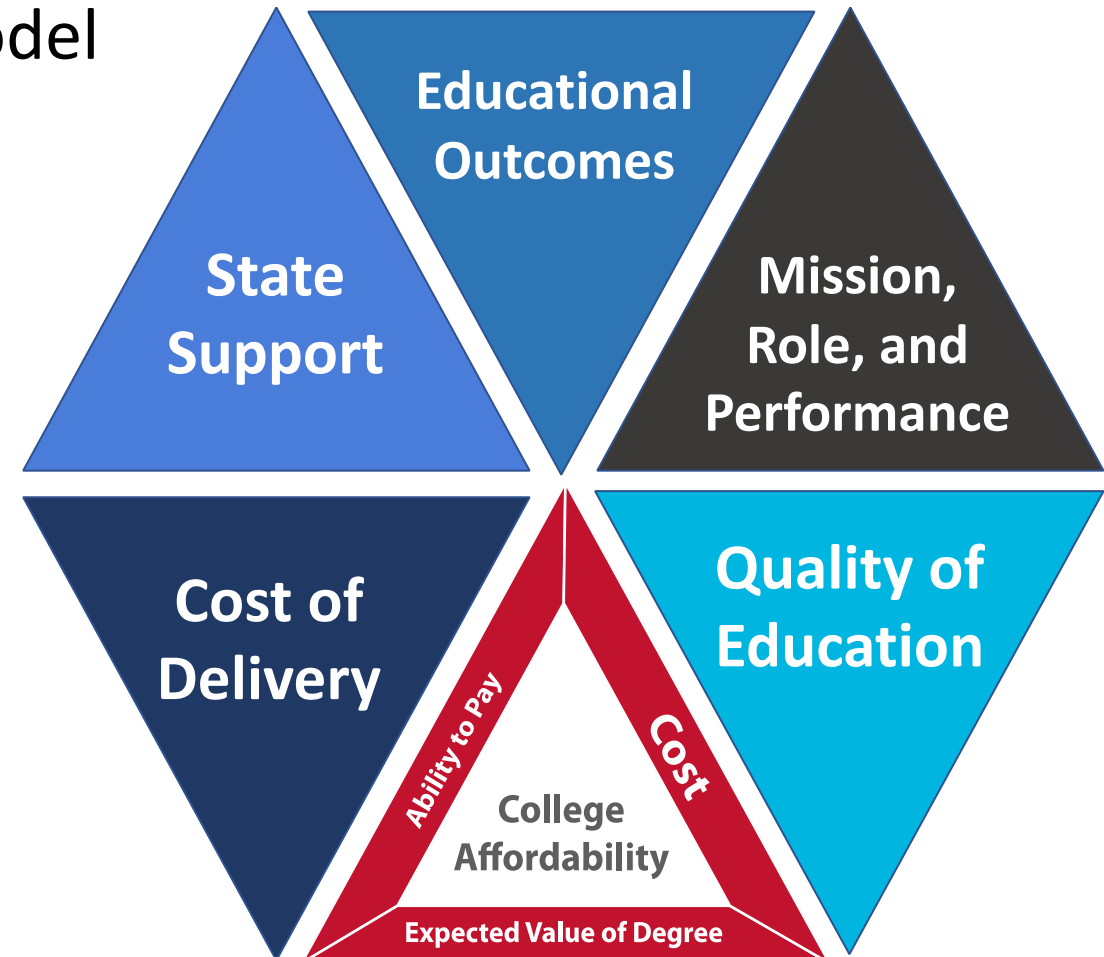 odel
Educational
Outcomes
State
Support
Mission,
Role, and
Performance
Cost of
Delivery
Quality of
Education
Ability to Pay
Cost
College
Affordability
Expected Value of Degree